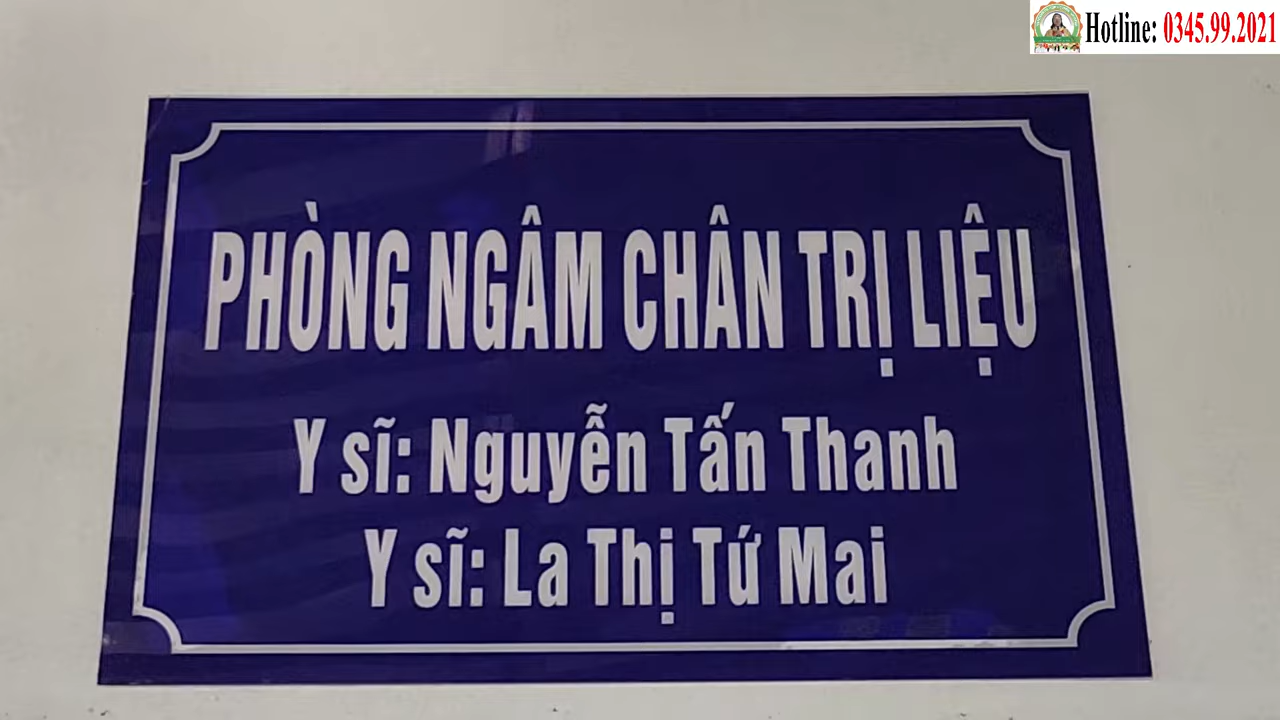 Hotline: 0345.99.2021
PHÒNG NGÂM CHÂN TRỊ LIỆU
Y sĩ: Nguyễn Tấn Thanh
Y sĩ: La Thị Tứ Mai